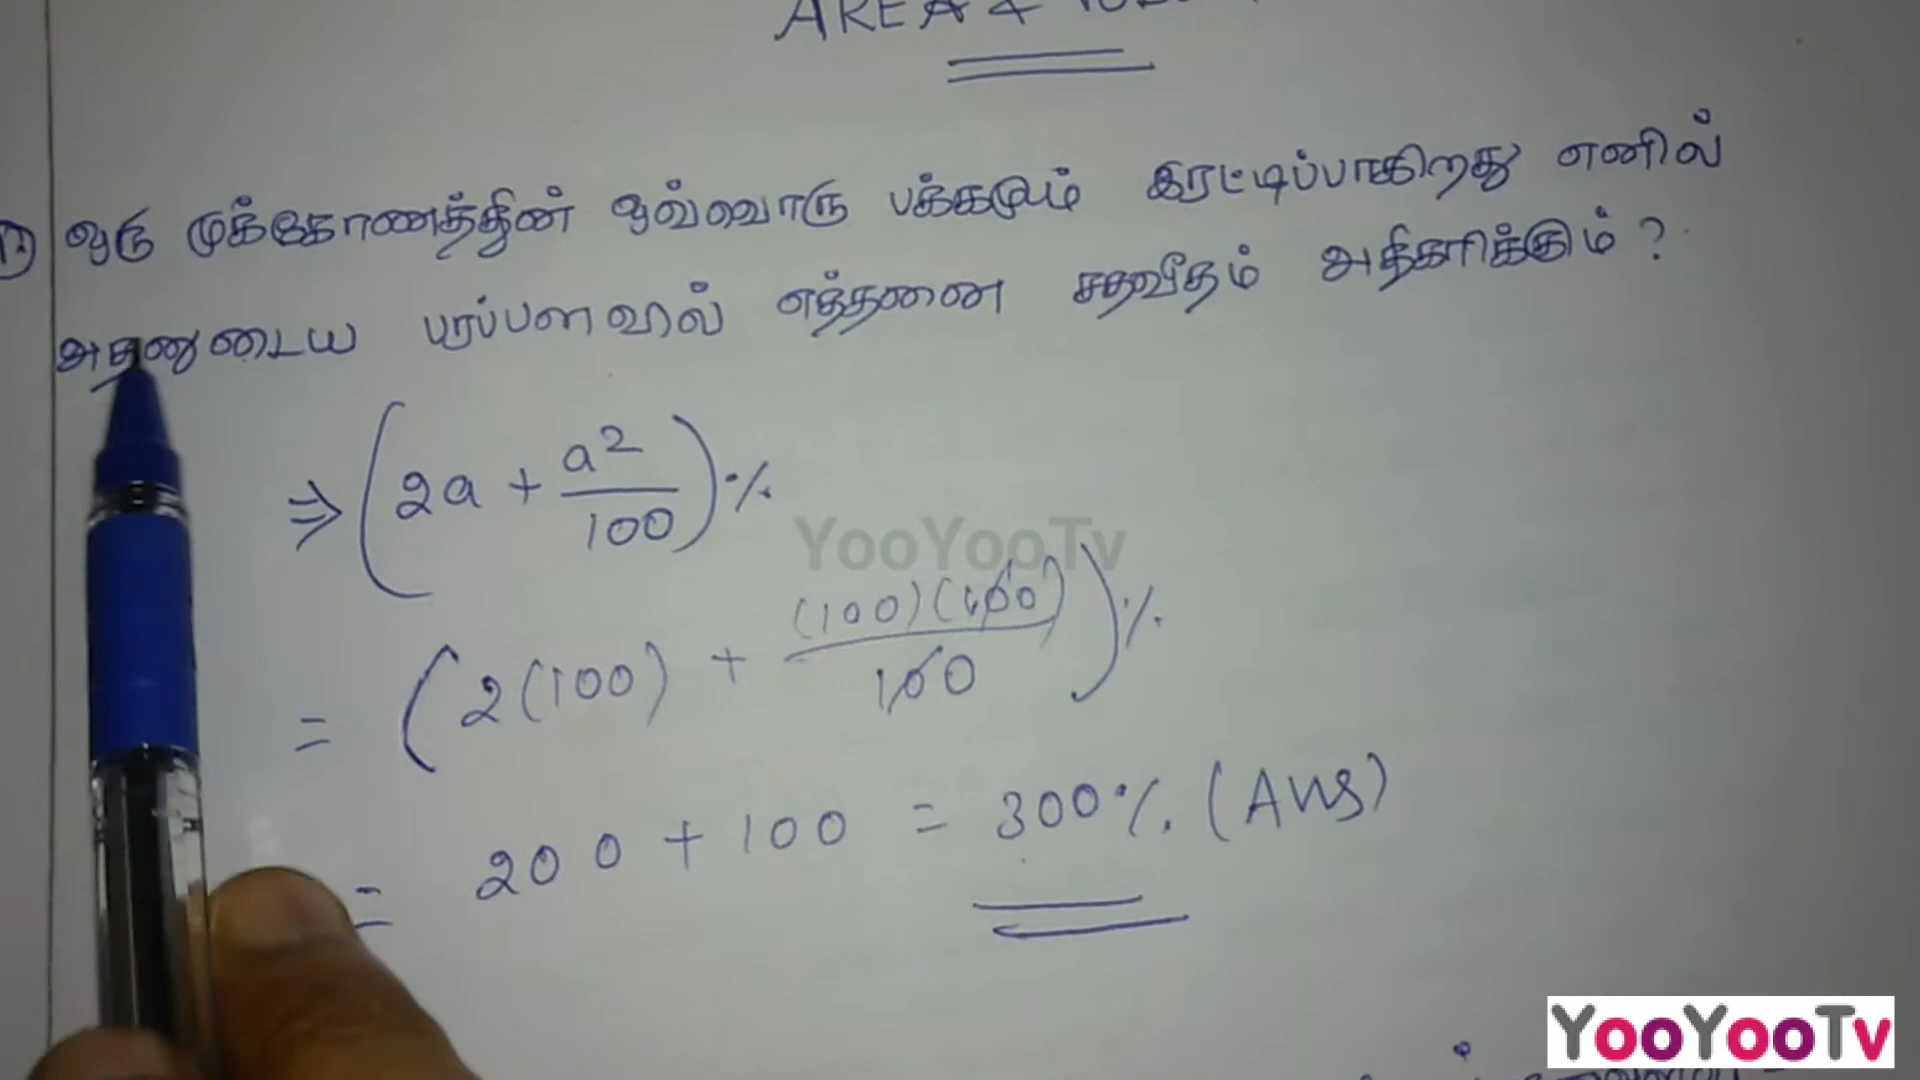 AREA &
ஒரு முக்கோணத்தின் ஒவ்வொரு பக்கமும் இரட்டிப்பாகிறது எனில்
அதனுடைய பரப்பளவில் எத்தனை சதவீதம் அதிகரிக்கும்?
⇒ (2a + a²/100) %
YooYooTv
= (2(100) + (100)(100)/100) %
= 200 + 100 = 300%. (Ans)
YooYooTv